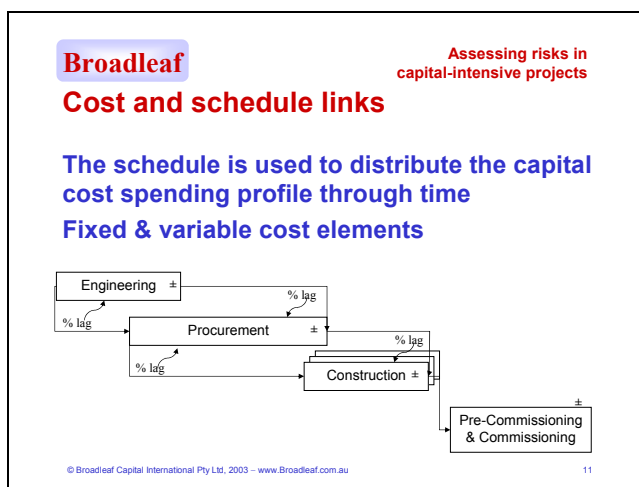 Broadleaf
Assessing risks in
capital-intensive projects
Cost and schedule links
The schedule is used to distribute the capital
cost spending profile through time
Fixed & variable cost elements
Engineering ±
% lag
% lag
Procurement ±
% lag
% lag
Construction ±
±
Pre-Commissioning
& Commissioning
© Broadleaf Capital International Pty Ltd, 2003 – www.Broadleaf.com.au
11